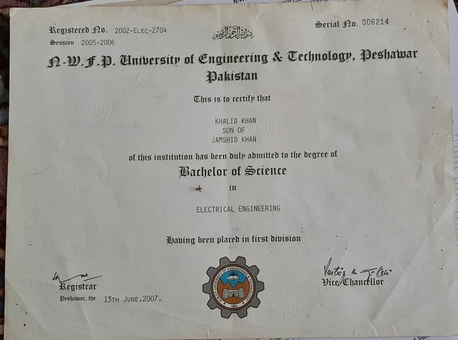 Registered No. 2002-ELEC-2704
Serial No. 006214
Session 2005-2006
N-W.F.P. University of Engineering & Technology, Peshawar
Pakistan
This is to certify that
KHALID KHAN
SON OF
JAMSHID KHAN
of this institution has been duly admitted to the degree of
Bachelor of Science
in
ELECTRICAL ENGINEERING
Having been placed in first division
Registrar
Vice/Chancellor
Peshawar, the 13TH JUNE,2007.